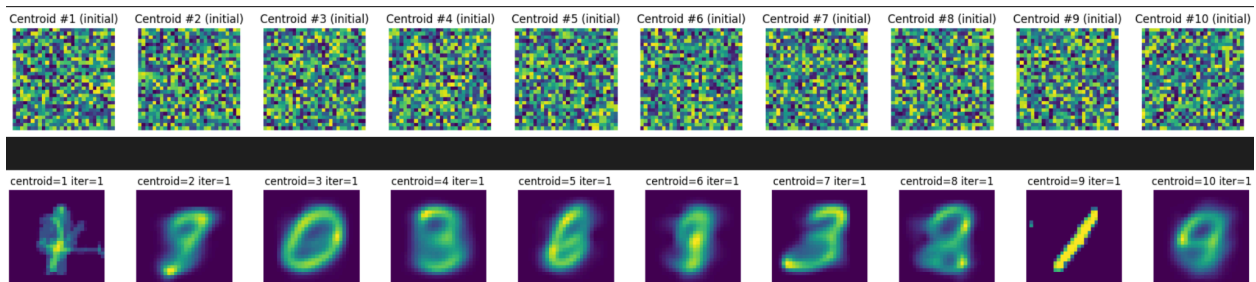 Centroid #1 (initial) Centroid #2 (initial) Centroid #3 (initial) Centroid #4 (initial) Centroid #5 (initial) Centroid #6 (initial) Centroid #7 (initial) Centroid #8 (initial) Centroid #9 (initial) Centroid #10 (initial)
centroid=1 iter=1 centroid=2 iter=1 centroid=3 iter=1 centroid=4 iter=1 centroid=5 iter=1 centroid=6 iter=1 centroid=7 iter=1 centroid=8 iter=1 centroid=9 iter=1 centroid=10 iter=1